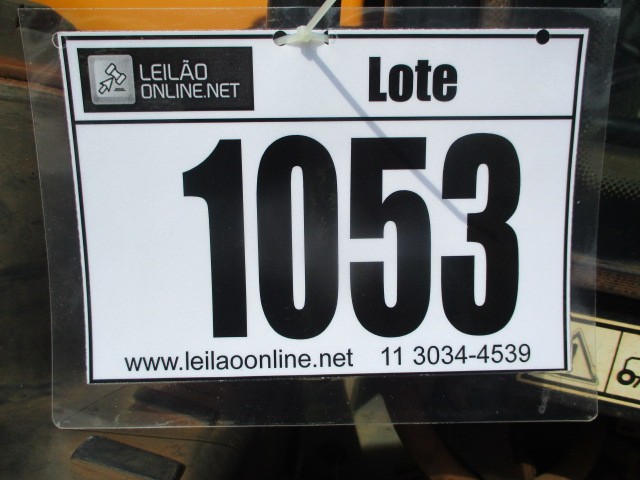 LEILÃO
ONLINE.NET
Lote
1053
www.leilaoonline.net 11 3034-4539